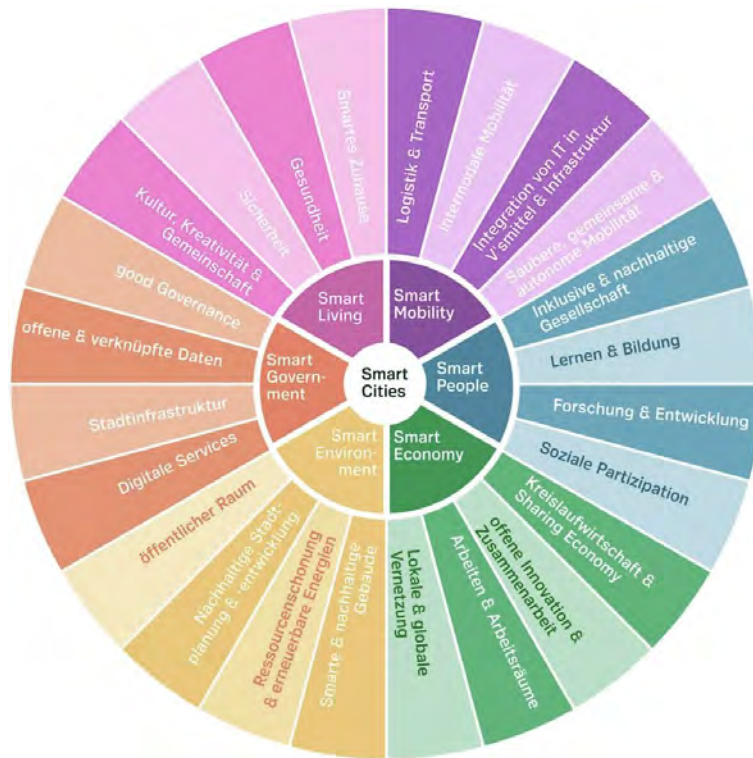 Smart
Cities
Smart
Mobility
Logistik & Transport
Intermodale Mobilität
Integration von IT in
V'smittel & Infrastruktur
Saubere, gemeinsame &
autonome Mobilität
Smart
People
Inklusive & nachhaltige
Gesellschaft
Lernen & Bildung
Forschung & Entwicklung
Soziale Partizipation
Smart
Economy
Kreislaufwirtschaft &
Sharing Economy
offene Innovation &
Zusammenarbeit
Arbeiten & Arbeitsräume
Lokale & globale
Vernetzung
Smart
Environ-
ment
Smarte & nachhaltige
Gebäude
Ressourcenschonung
& erneuerbare Energien
Nachhaltige Stadt-
planung & -entwicklung
öffentlicher Raum
Smart
Govern-
ment
Digitale Services
Stadtinfrastruktur
offene & verknüpfte Daten
good Governance
Smart
Living
Kultur, Kreativität &
Gemeinschaft
Sicherheit
Gesundheit
Smartes Zuhause